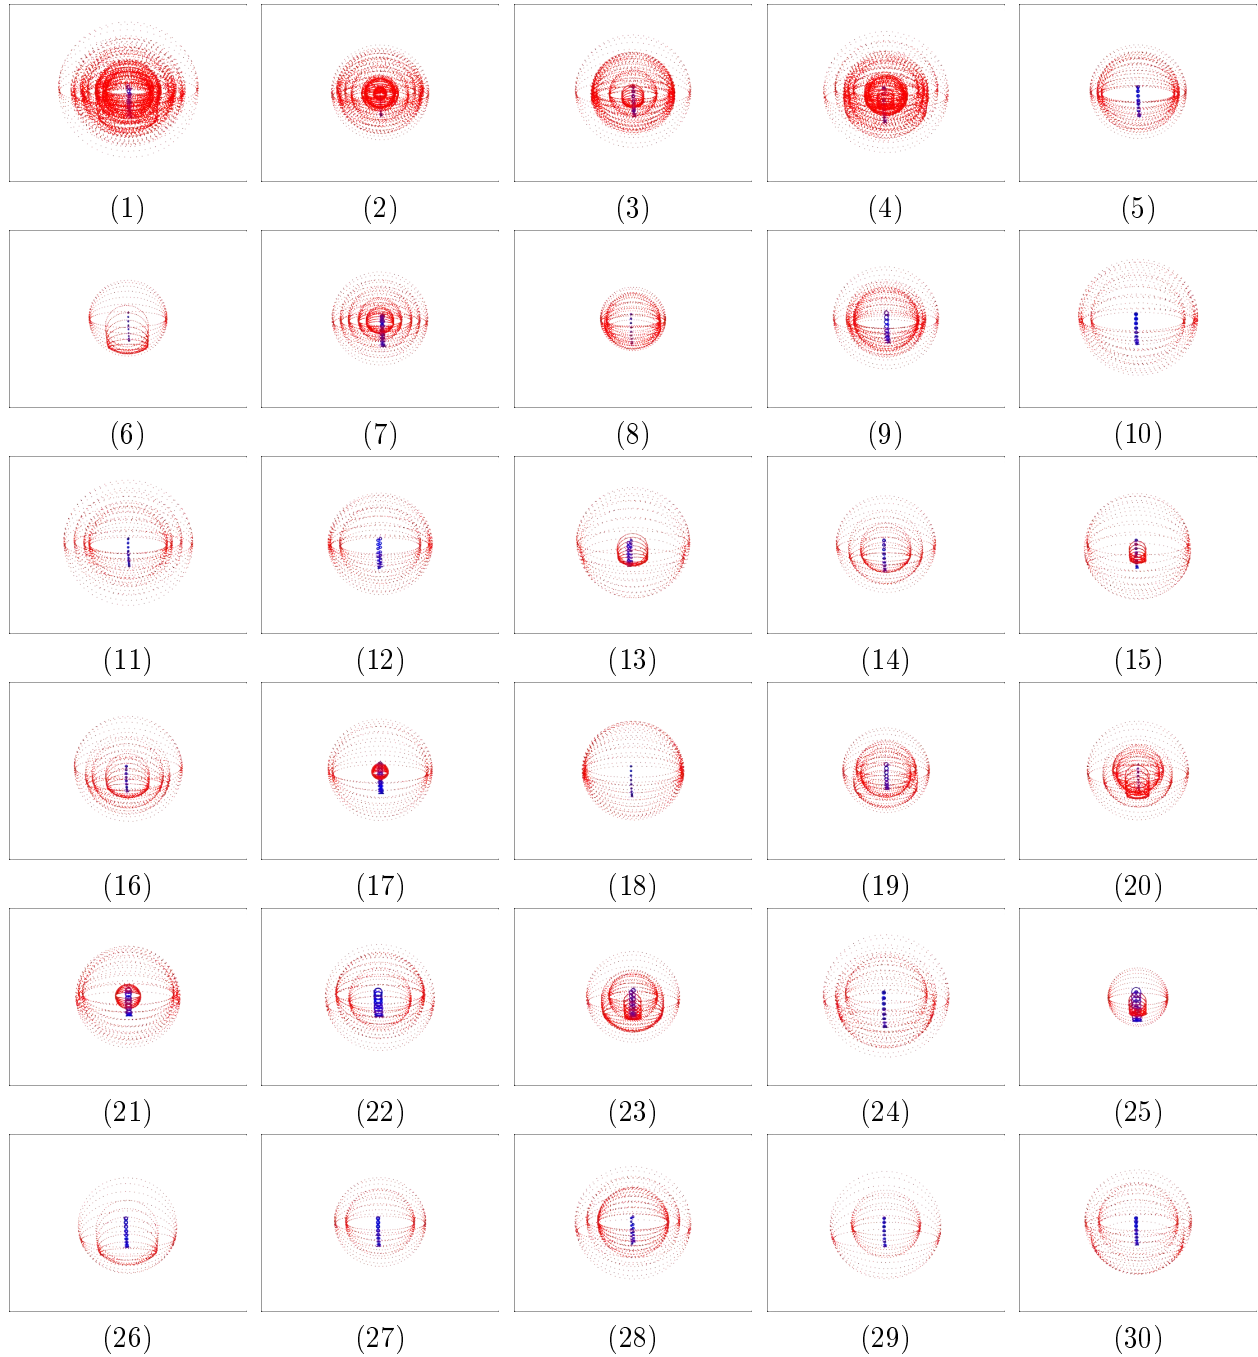 (1) (2) (3) (4) (5)
(6) (7) (8) (9) (10)
(11) (12) (13) (14) (15)
(16) (17) (18) (19) (20)
(21) (22) (23) (24) (25)
(26) (27) (28) (29) (30)